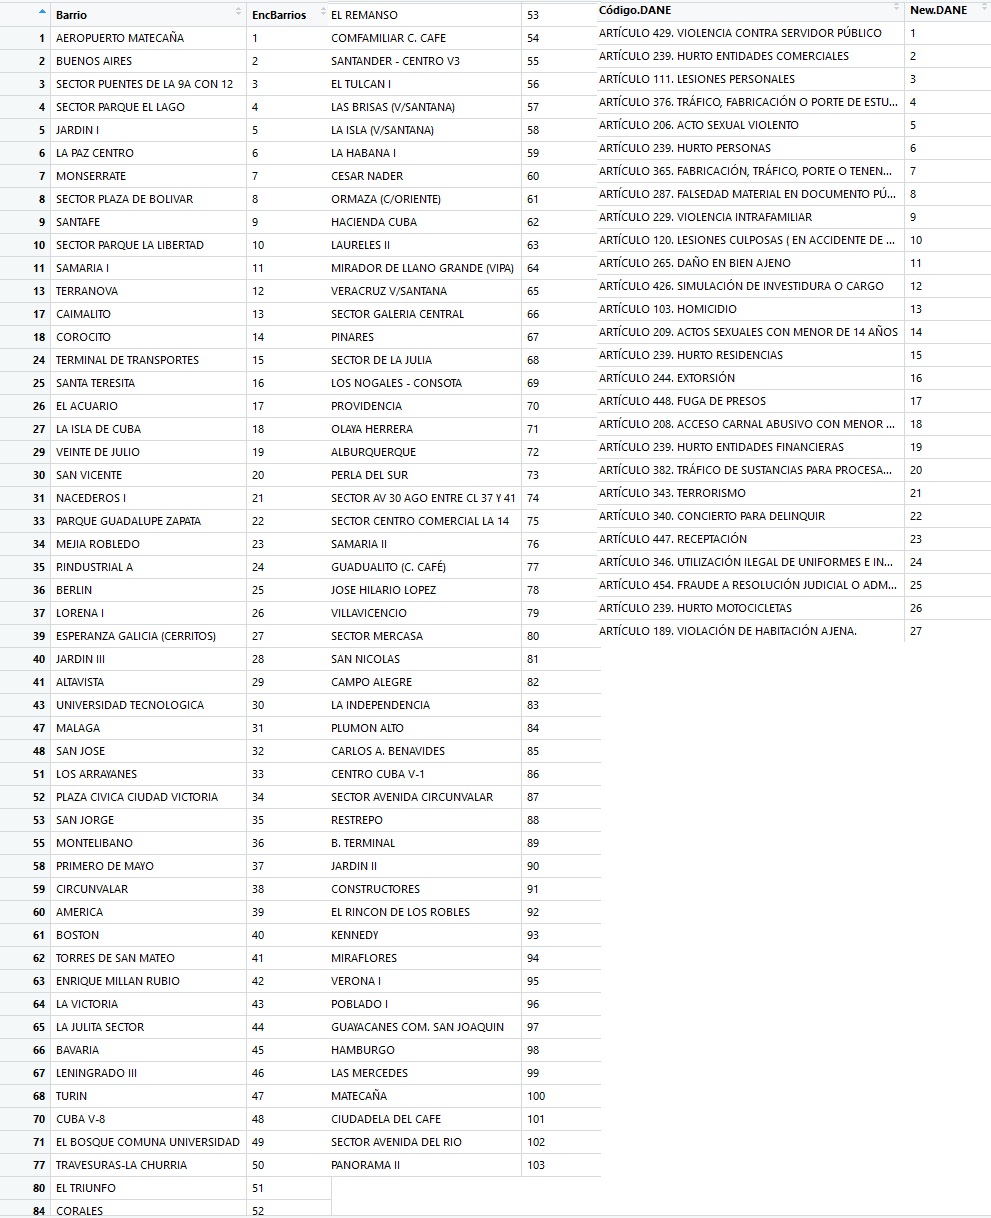 Barrio EncBarrios
1 AEROPUERTO MATECAÑA 1
2 BUENOS AIRES 2
3 SECTOR PUENTES DE LA 9A CON 12 3
4 SECTOR PARQUE EL LAGO 4
5 JARDIN I 5
6 LA PAZ CENTRO 6
7 MONSERRATE 7
8 SECTOR PLAZA DE BOLIVAR 8
9 SANTAFE 9
10 SECTOR PARQUE LA LIBERTAD 10
11 SAMARIA I 11
13 TERRANOVA 12
17 CAIMALITO 13
18 COROCITO 14
24 TERMINAL DE TRANSPORTES 15
25 SANTA TERESITA 16
26 EL ACUARIO 17
27 LA ISLA DE CUBA 18
29 VEINTE DE JULIO 19
30 SAN VICENTE 20
31 NACEDEROS I 21
33 PARQUE GUADALUPE ZAPATA 22
34 MEJIA ROBLEDO 23
35 P.INDUSTRIAL A 24
36 BERLIN 25
37 LORENA I 26
39 ESPERANZA GALICIA (CERRITOS) 27
40 JARDIN III 28
41 ALTAVISTA 29
43 UNIVERSIDAD TECNOLOGICA 30
47 MALAGA 31
48 SAN JOSE 32
51 LOS ARRAYANES 33
52 PLAZA CIVICA CIUDAD VICTORIA 34
53 SAN JORGE 35
55 MONTELIBANO 36
58 PRIMERO DE MAYO 37
59 CIRCUNVALAR 38
60 AMERICA 39
61 BOSTON 40
62 TORRES DE SAN MATEO 41
63 ENRIQUE MILLAN RUBIO 42
64 LA VICTORIA 43
65 LA JULITA SECTOR 44
66 BAVARIA 45
67 LENINGRADO III 46
68 TURIN 47
70 CUBA V-8 48
71 EL BOSQUE COMUNA UNIVERSIDAD 49
77 TRAVESURAS-LA CHURRIA 50
80 EL TRIUNFO 51
84 CORALES 52
EL REMANSO 53
COMFAMILIAR C. CAFE 54
SANTANDER - CENTRO V3 55
EL TULCAN I 56
LAS BRISAS (V/SANTANA) 57
LA ISLA (V/SANTANA) 58
LA HABANA I 59
CESAR NADER 60
ORMAZA (C/ORIENTE) 61
HACIENDA CUBA 62
LAURELES II 63
MIRADOR DE LLANO GRANDE (VIPA) 64
VERACRUZ V/SANTANA 65
SECTOR GALERIA CENTRAL 66
PINARES 67
SECTOR DE LA JULIA 68
LOS NOGALES - CONSOTA 69
PROVIDENCIA 70
OLAYA HERRERA 71
ALBURQUERQUE 72
PERLA DEL SUR 73
SECTOR AV 30 AGO ENTRE CL 37 Y 41 74
SECTOR CENTRO COMERCIAL LA 14 75
SAMARIA II 76
GUADUALITO (C. CAFÉ) 77
JOSE HILARIO LOPEZ 78
VILLAVICENCIO 79
SECTOR MERCASA 80
SAN NICOLAS 81
CAMPO ALEGRE 82
LA INDEPENDENCIA 83
PLUMON ALTO 84
CARLOS A. BENAVIDES 85
CENTRO CUBA V-1 86
SECTOR AVENIDA CIRCUNVALAR 87
RESTREPO 88
B. TERMINAL 89
JARDIN II 90
CONSTRUCTORES 91
EL RINCON DE LOS ROBLES 92
KENNEDY 93
MIRAFLORES 94
VERONA I 95
POBLADO I 96
GUAYACANES COM. SAN JOAQUIN 97
HAMBURGO 98
LAS MERCEDES 99
MATECAÑA 100
CIUDADELA DEL CAFE 101
SECTOR AVENIDA DEL RIO 102
PANORAMA II 103
Código.DANE New.DANE
ARTÍCULO 429. VIOLENCIA CONTRA SERVIDOR PÚBLICO 1
ARTÍCULO 239. HURTO ENTIDADES COMERCIALES 2
ARTÍCULO 111. LESIONES PERSONALES 3
ARTÍCULO 376. TRÁFICO, FABRICACIÓN O PORTE DE ESTU... 4
ARTÍCULO 206. ACTO SEXUAL VIOLENTO 5
ARTÍCULO 239. HURTO PERSONAS 6
ARTÍCULO 365. FABRICACIÓN, TRÁFICO, PORTE O TENEN... 7
ARTÍCULO 287. FALSEDAD MATERIAL EN DOCUMENTO PÚ... 8
ARTÍCULO 229. VIOLENCIA INTRAFAMILIAR 9
ARTÍCULO 120. LESIONES CULPOSAS ( EN ACCIDENTE DE ... 10
ARTÍCULO 265. DAÑO EN BIEN AJENO 11
ARTÍCULO 426. SIMULACIÓN DE INVESTIDURA O CARGO 12
ARTÍCULO 103. HOMICIDIO 13
ARTÍCULO 209. ACTOS SEXUALES CON MENOR DE 14 AÑOS 14
ARTÍCULO 239. HURTO RESIDENCIAS 15
ARTÍCULO 244. EXTORSIÓN 16
ARTÍCULO 448. FUGA DE PRESOS 17
ARTÍCULO 208. ACCESO CARNAL ABUSIVO CON MENOR ... 18
ARTÍCULO 239. HURTO ENTIDADES FINANCIERAS 19
ARTÍCULO 382. TRÁFICO DE SUSTANCIAS PARA PROCESA... 20
ARTÍCULO 343. TERRORISMO 21
ARTÍCULO 340. CONCIERTO PARA DELINQUIR 22
ARTÍCULO 447. RECEPTACIÓN 23
ARTÍCULO 346. UTILIZACIÓN ILEGAL DE UNIFORMES E IN... 24
ARTÍCULO 454. FRAUDE A RESOLUCIÓN JUDICIAL O ADM... 25
ARTÍCULO 239. HURTO MOTOCICLETAS 26
ARTÍCULO 189. VIOLACIÓN DE HABITACIÓN AJENA. 27